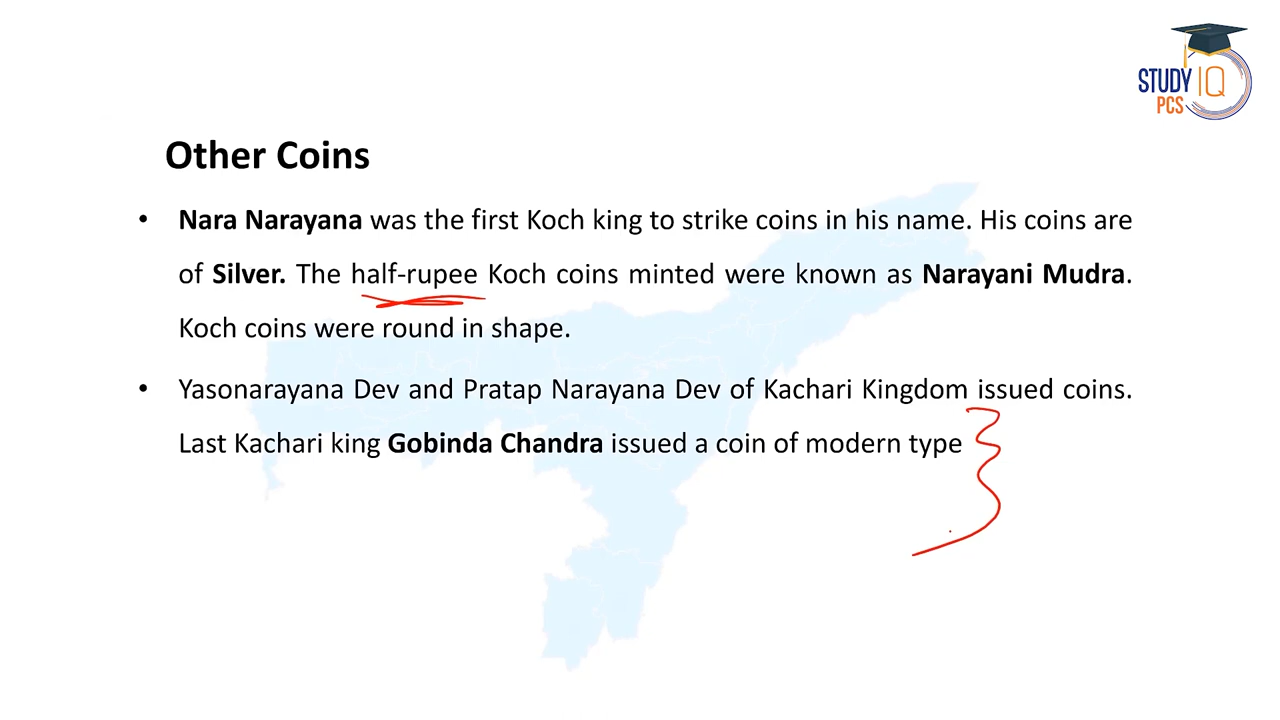 STUDY IQ
PCS
Other Coins
• Nara Narayana was the first Koch king to strike coins in his name. His coins are
of Silver. The half-rupee Koch coins minted were known as Narayani Mudra.
Koch coins were round in shape.
• Yasonarayana Dev and Pratap Narayana Dev of Kachari Kingdom issued coins.
Last Kachari king Gobinda Chandra issued a coin of modern type